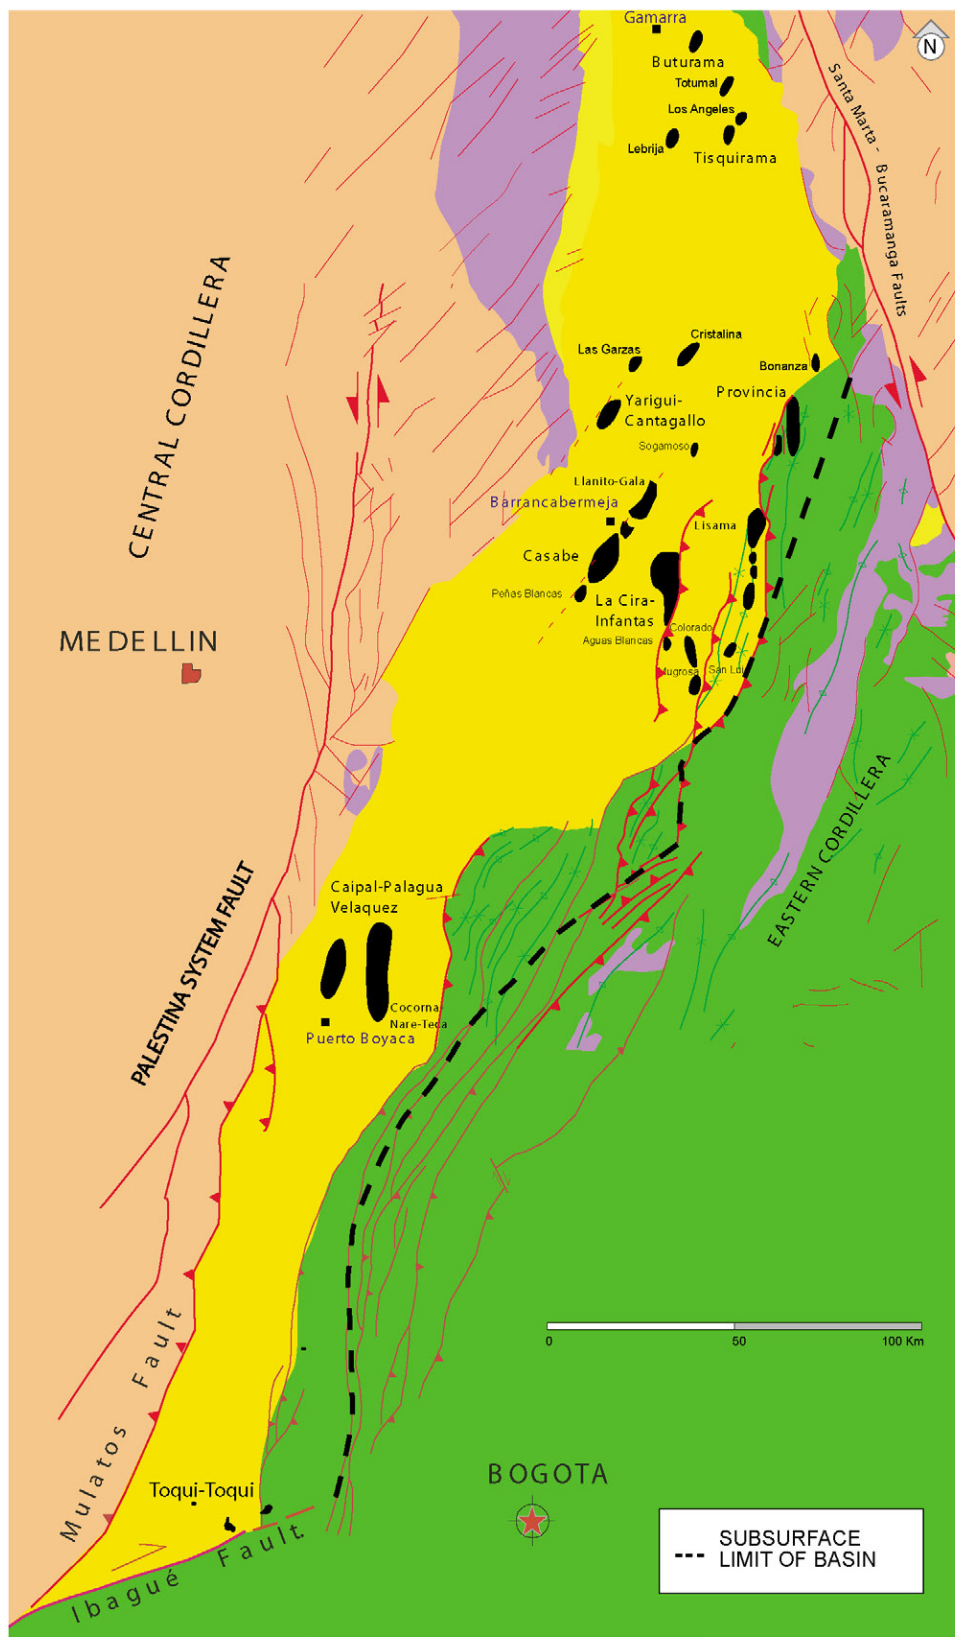 Gamarra
N
Buturama
Totumal
Los Angeles
Lebrija
Tisquirama
Santa Marta - Bucaramanga Faults
CENTRAL CORDILLERA
Cristalina
Las Garzas
Bonanza
Provincia
Yarigui-
Cantagallo
Sogamoso
Llanito-Gala
Barrancabermeja
Lisama
Casabe
Peñas Blancas
La Cira-
Infantas
Colorado
Aguas Blancas
Mugrosa
San Luis
MEDELLIN
EASTERN CORDILLERA
Caipal-Palagua
Velaquez
PALESTINA SYSTEM FAULT
Cocorna-
Nare-Teca
Puerto Boyaca
Mulatos Fault
0 50 100 Km
BOGOTA
Toqui-Toqui
Ibagué Fault
SUBSURFACE
LIMIT OF BASIN